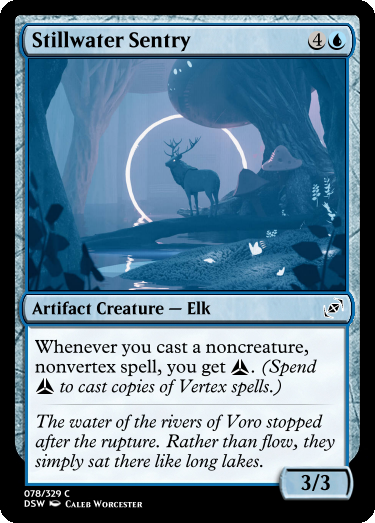 Stillwater Sentry 4
Artifact Creature — Elk
Whenever you cast a noncreature,
nonvertex spell, you get . (Spend
to cast copies of Vertex spells.)
The water of the rivers of Voro stopped
after the rupture. Rather than flow, they
simply sat there like long lakes.
3/3
078/329 C
DSW Caleb Worcester